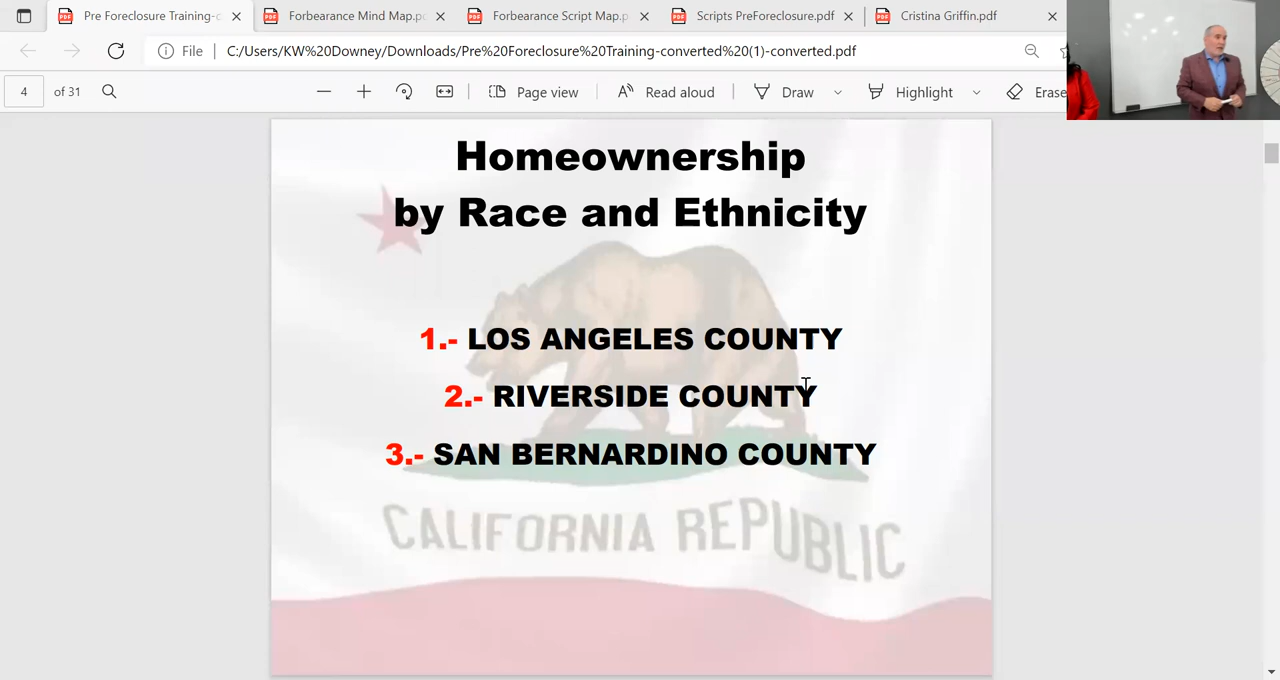 Pre Foreclosure Training-c
Forbearance Mind Map.pdf
Forbearance Script Map.p
Scripts PreForeclosure.pdf
Cristina Griffin.pdf
File
C:/Users/KW%20Downey/Downloads/Pre%20Foreclosure%20Training-converted%20(1)-converted.pdf
4 of 31
Page view
Read aloud
Draw
Highlight
Erase
Homeownership
by Race and Ethnicity
1.- LOS ANGELES COUNTY
2.- RIVERSIDE COUNTY
3.- SAN BERNARDINO COUNTY
CALIFORNIA REPUBLIC